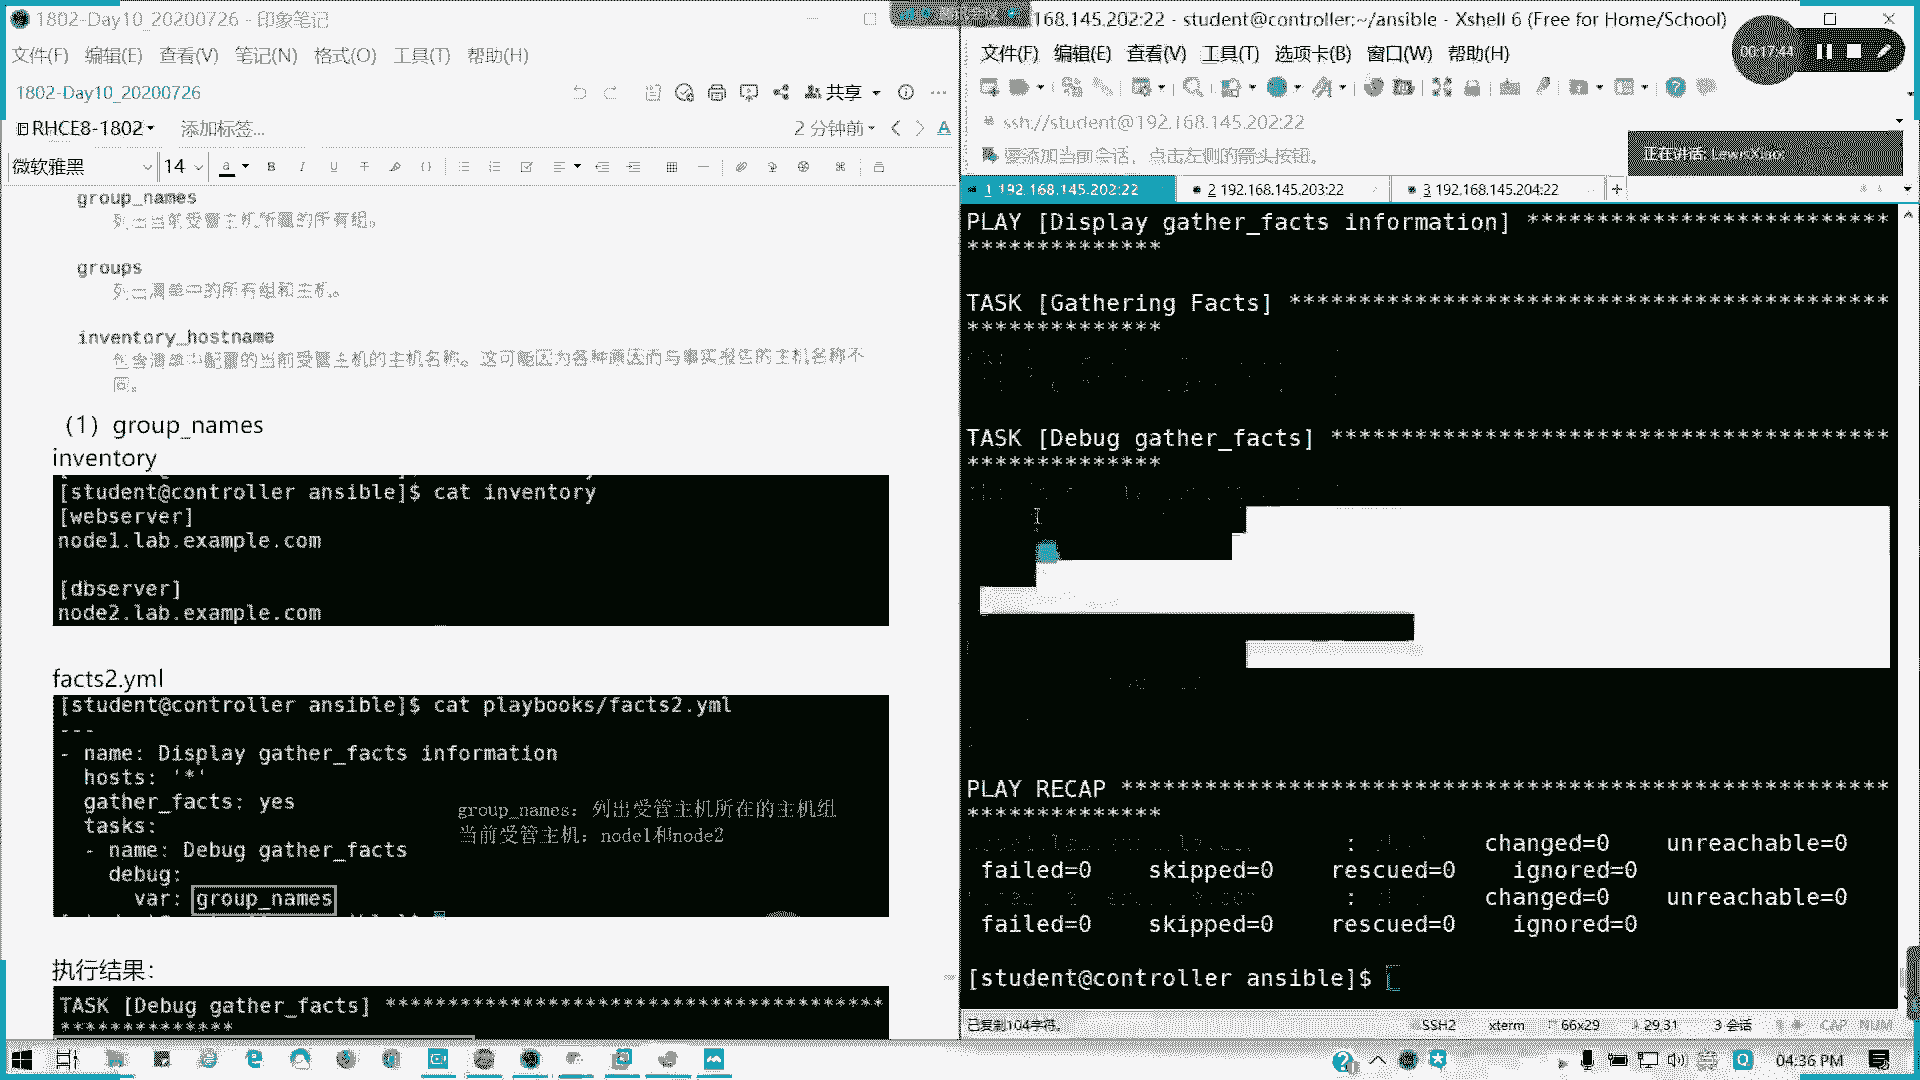 1802-Day10_20200726 - 印象笔记
文件(F) 编辑(E) 查看(V) 笔记(N) 格式(O) 工具(T) 帮助(H)
1802-Day10_20200726
共享
RHCE8-1802
添加标签...
2 分钟前
微软雅黑
14
group_names
列出当前受管主机所属的所有组。
groups
列出清单中的所有组和主机。
inventory_hostname
包含清单中配置的当前受管主机的主机名称。这可能因为各种原因而与事实报告的主机名称不
同。
（1）group_names
inventory
[student@controller ansible]$ cat inventory
[webserver]
node1.lab.example.com
[dbserver]
node2.lab.example.com
facts2.yml
[student@controller ansible]$ cat playbooks/facts2.yml
---
- name: Display gather_facts information
hosts: '*'
gather_facts: yes
tasks:
- name: Debug gather_facts
debug:
var: group_names
group_names：列出受管主机所在的主机组
当前受管主机：node1和node2
执行结果：
TASK [Debug gather_facts] *****************************************
**************
168.145.202:22 - student@controller:~/ansible - Xshell 6 (Free for Home/School)
文件(F) 编辑(E) 查看(V) 工具(T) 选项卡(B) 窗口(W) 帮助(H)
00:17:44
ssh://student@192.168.145.202:22
要添加当前会话，点击左侧的箭头按钮。
正在讲话: LewisXiao;
1 192.168.145.202:22
2 192.168.145.203:22
3 192.168.145.204:22
PLAY [Display gather_facts information] **************************
**************
TASK [Gathering Facts] *******************************************
**************
TASK [Debug gather_facts] ****************************************
**************
PLAY RECAP *******************************************************
**************
: changed=0 unreachable=0
failed=0 skipped=0 rescued=0 ignored=0
: changed=0 unreachable=0
failed=0 skipped=0 rescued=0 ignored=0
[student@controller ansible]$
已复制104字符。
SSH2
xterm
66x29
29,31
3 会话
CAP NUM
04:36 PM